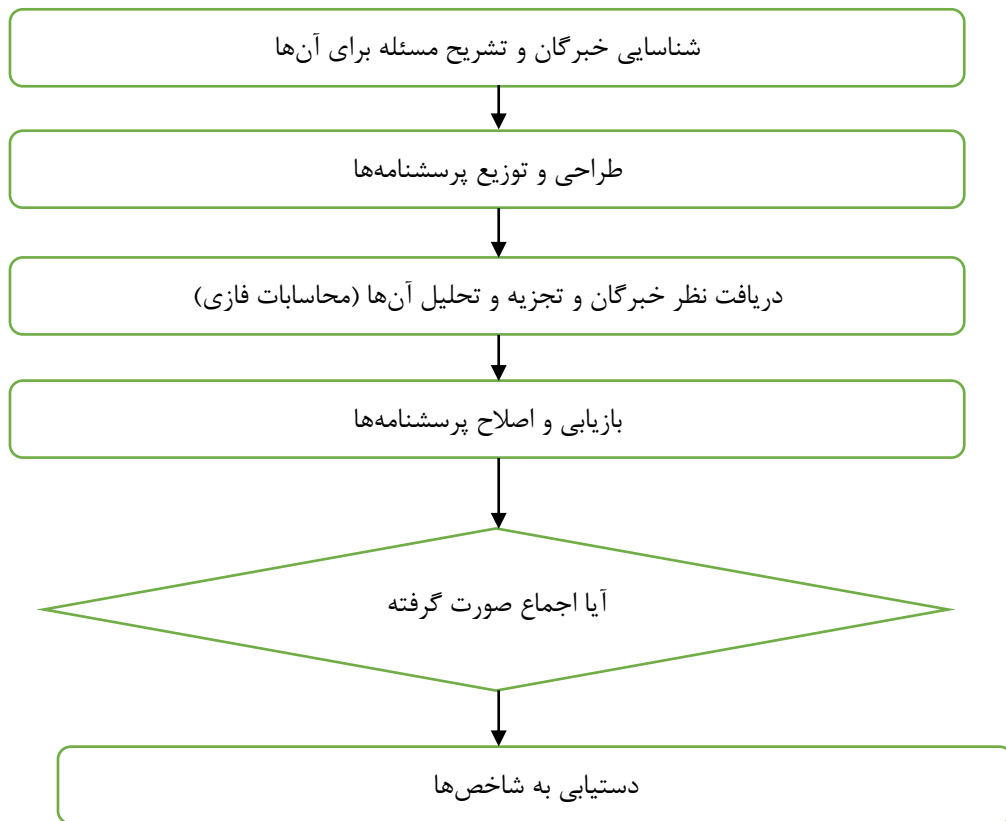 شناسایی خبرگان و تشریح مسئله برای آن‌ها
طراحی و توزیع پرسشنامه‌ها
دریافت نظر خبرگان و تجزیه و تحلیل آن‌ها (محاسابات فازی)
بازیابی و اصلاح پرسشنامه‌ها
آیا اجماع صورت گرفته
دستیابی به شاخص‌ها